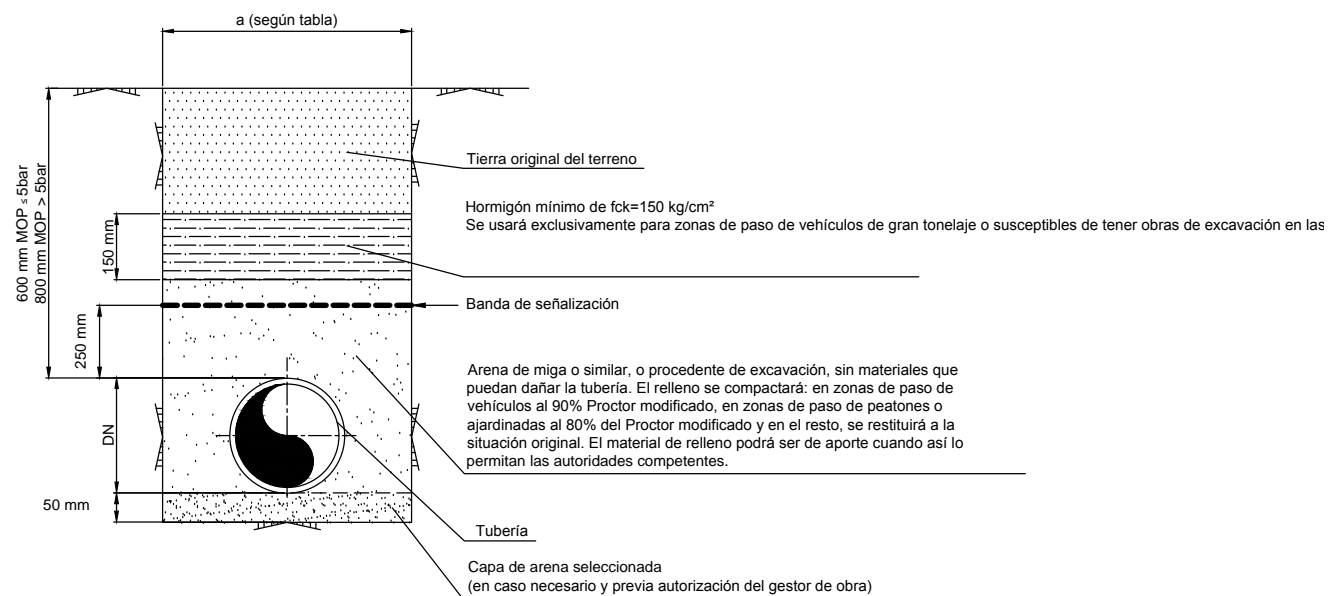 a (según tabla)
600 mm MOP ≤ 5bar
800 mm MOP > 5bar
Tierra original del terreno
Hormigón mínimo de fck=150 kg/cm²
Se usará exclusivamente para zonas de paso de vehículos de gran tonelaje o susceptibles de tener obras de excavación en las
150 mm
Banda de señalización
250 mm
Arena de miga o similar, o procedente de excavación, sin materiales que
puedan dañar la tubería. El relleno se compactará: en zonas de paso de
vehículos al 90% Proctor modificado, en zonas de paso de peatones o
ajardinadas al 80% del Proctor modificado y en el resto, se restituirá a la
situación original. El material de relleno podrá ser de aporte cuando así lo
permitan las autoridades competentes.
DN
50 mm
Tubería
Capa de arena seleccionada
(en caso necesario y previa autorización del gestor de obra)